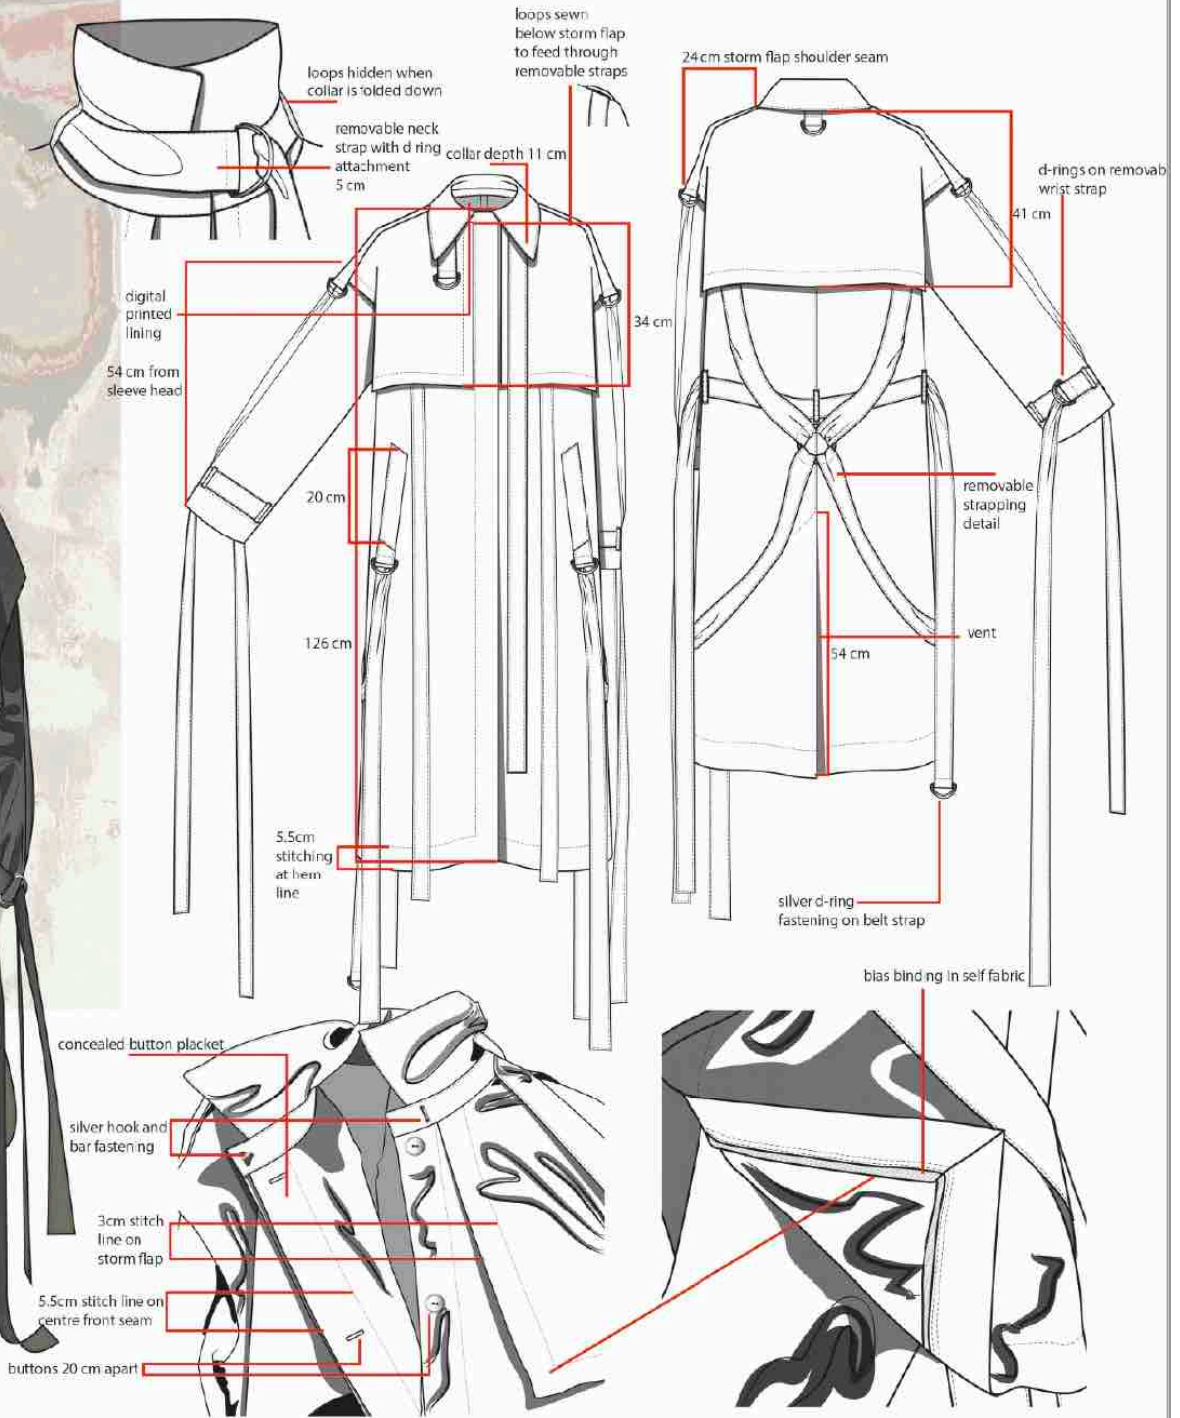 loops sewn
below storm flap
to feed through
removable straps
24cm storm flap shoulder seam
loops hidden when
collar is folded down
removable neck
strap with d ring
attachment
5 cm
collar depth 11 cm
d-rings on removab
wrist strap
41 cm
digital
printed
lining
34 cm
54 cm from
sleeve head
20 cm
removable
strapping
detail
126 cm
vent
54 cm
5.5cm
stitching
at hem
line
silver d-ring
fastening on belt strap
bias binding in self fabric
concealed button placket
silver hook and
bar fastening
3cm stitch
line on
storm flap
5.5cm stitch line on
centre front seam
buttons 20 cm apart